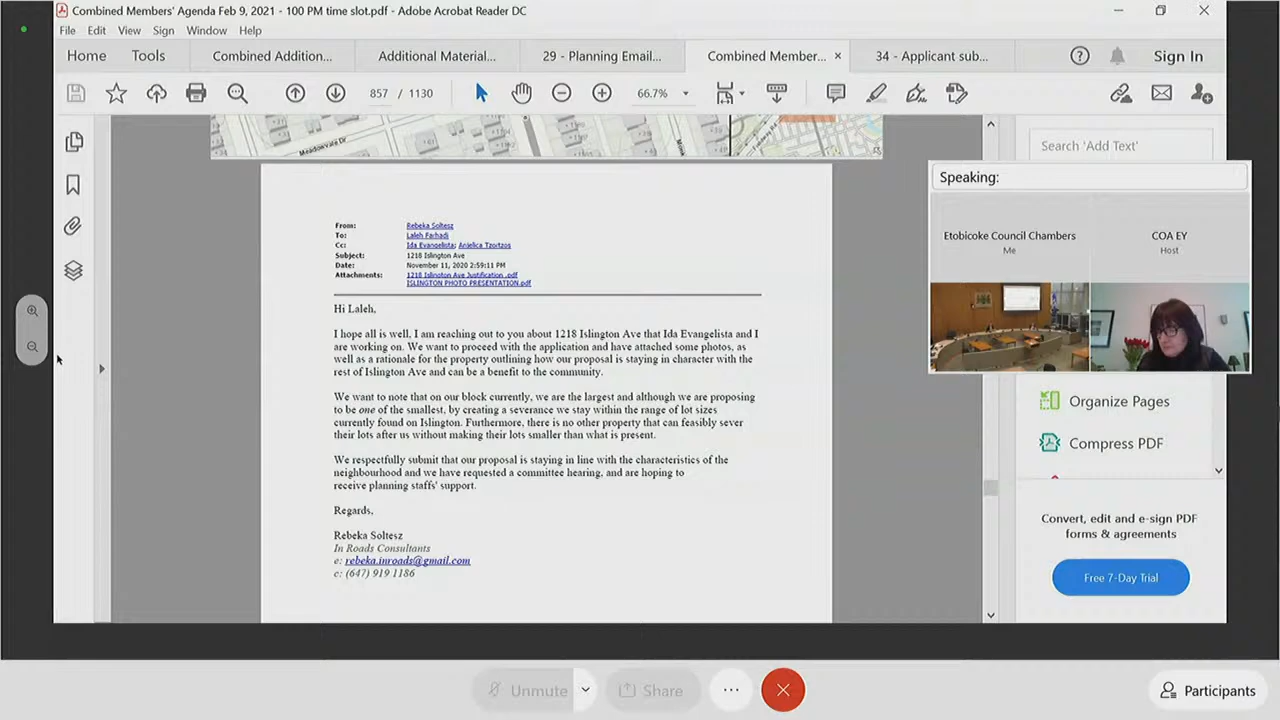 Combined Members' Agenda Feb 9, 2021 - 100 PM time slot.pdf - Adobe Acrobat Reader DC
File Edit View Sign Window Help
Home Tools Combined Addition... Additional Material... 29 - Planning Email... Combined Member... 34 - Applicant sub... Sign In
857 / 1130 66.7%
Meadowvale Dr
Search 'Add Text'
Speaking:
Etobicoke Council Chambers
Me
COA EY
Host
From: Rebeka Soltesz
To: Laleh Farhadi
Cc: Ida Evangelista; Anjelica Tzortzos
Subject: 1218 Islington Ave
Date: November 11, 2020 2:59:11 PM
Attachments: 1218 Islington Ave Justification .pdf
ISLINGTON PHOTO PRESENTATION.pdf
Hi Laleh,
I hope all is well, I am reaching out to you about 1218 Islington Ave that Ida Evangelista and I
are working on. We want to proceed with the application and have attached some photos, as
well as a rationale for the property outlining how our proposal is staying in character with the
rest of Islington Ave and can be a benefit to the community.
We want to note that on our block currently, we are the largest and although we are proposing
to be one of the smallest, by creating a severance we stay within the range of lot sizes
currently found on Islington. Furthermore, there is no other property that can feasibly sever
their lots after us without making their lots smaller than what is present.
We respectfully submit that our proposal is staying in line with the characteristics of the
neighbourhood and we have requested a committee hearing, and are hoping to
receive planning staffs' support.
Regards,
Rebeka Soltesz
In Roads Consultants
e: rebeka.inroads@gmail.com
c: (647) 919 1186
Organize Pages
Compress PDF
Convert, edit and e-sign PDF
forms & agreements
Free 7-Day Trial
Unmute Share Participants